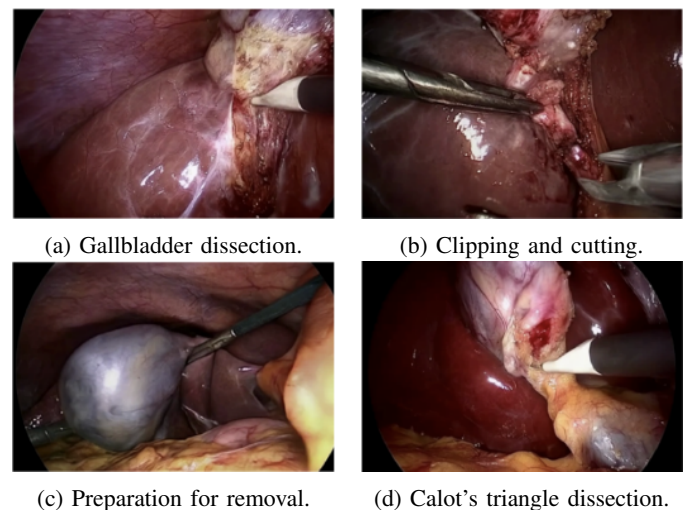 (a) Gallbladder dissection.
(b) Clipping and cutting.
(c) Preparation for removal.
(d) Calot's triangle dissection.